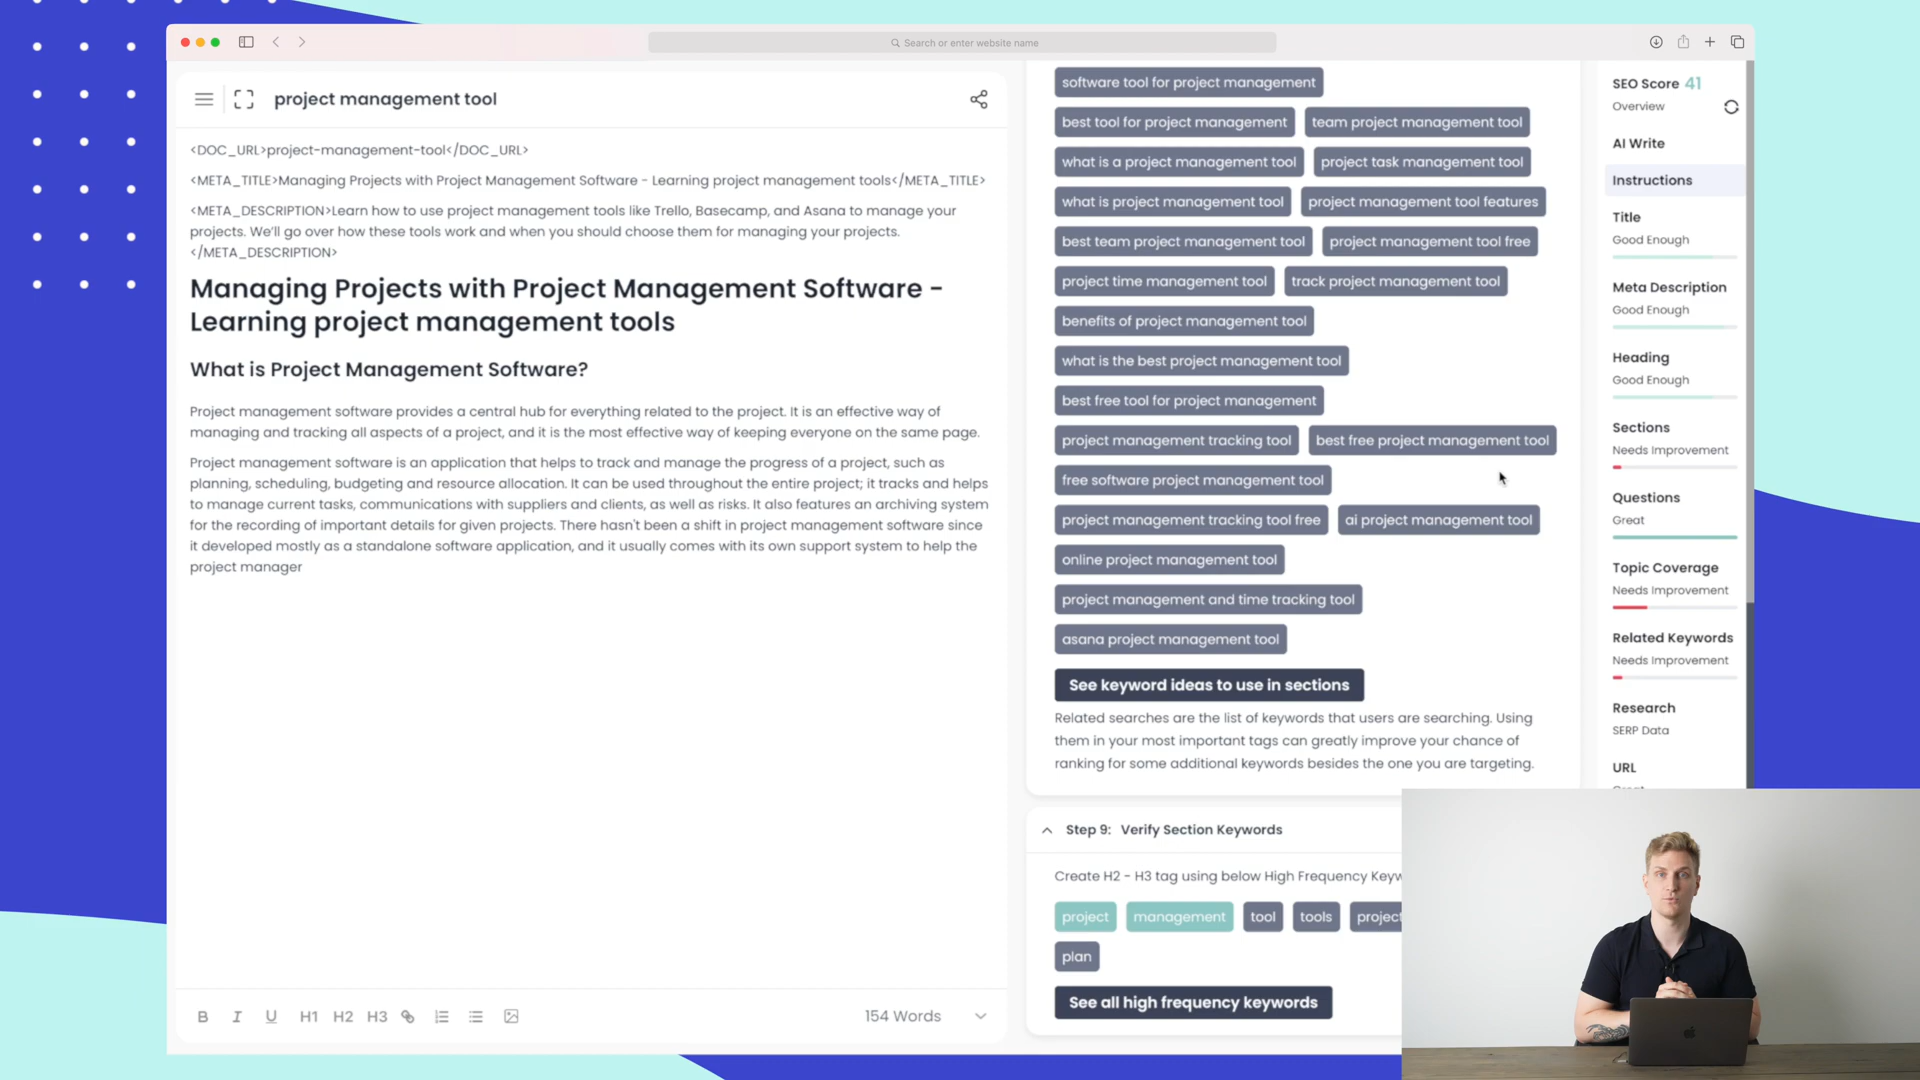 Search or enter website name
project management tool
<DOC_URL>project-management-tool</DOC_URL>
<META_TITLE>Managing Projects with Project Management Software - Learning project management tools</META_TITLE>
<META_DESCRIPTION>Learn how to use project management tools like Trello, Basecamp, and Asana to manage your
projects. We'll go over how these tools work and when you should choose them for managing your projects.
</META_DESCRIPTION>
Managing Projects with Project Management Software -
Learning project management tools
What is Project Management Software?
Project management software provides a central hub for everything related to the project. It is an effective way of
managing and tracking all aspects of a project, and it is the most effective way of keeping everyone on the same page.
Project management software is an application that helps to track and manage the progress of a project, such as
planning, scheduling, budgeting and resource allocation. It can be used throughout the entire project; it tracks and helps
to manage current tasks, communications with suppliers and clients, as well as risks. It also features an archiving system
for the recording of important details for given projects. There hasn't been a shift in project management software since
it developed mostly as a standalone software application, and it usually comes with its own support system to help the
project manager
B I U H1 H2 H3
154 Words
software tool for project management
best tool for project management team project management tool
what is a project management tool project task management tool
what is project management tool project management tool features
best team project management tool project management tool free
project time management tool track project management tool
benefits of project management tool
what is the best project management tool
best free tool for project management
project management tracking tool best free project management tool
free software project management tool
project management tracking tool free ai project management tool
online project management tool
project management and time tracking tool
asana project management tool
See keyword ideas to use in sections
Related searches are the list of keywords that users are searching. Using
them in your most important tags can greatly improve your chance of
ranking for some additional keywords besides the one you are targeting.
Step 9: Verify Section Keywords
Create H2 - H3 tag using below High Frequency Keyw
project management tool tools project
plan
See all high frequency keywords
SEO Score 41
Overview
AI Write
Instructions
Title
Good Enough
Meta Description
Good Enough
Heading
Good Enough
Sections
Needs Improvement
Questions
Great
Topic Coverage
Needs Improvement
Related Keywords
Needs Improvement
Research
SERP Data
URL